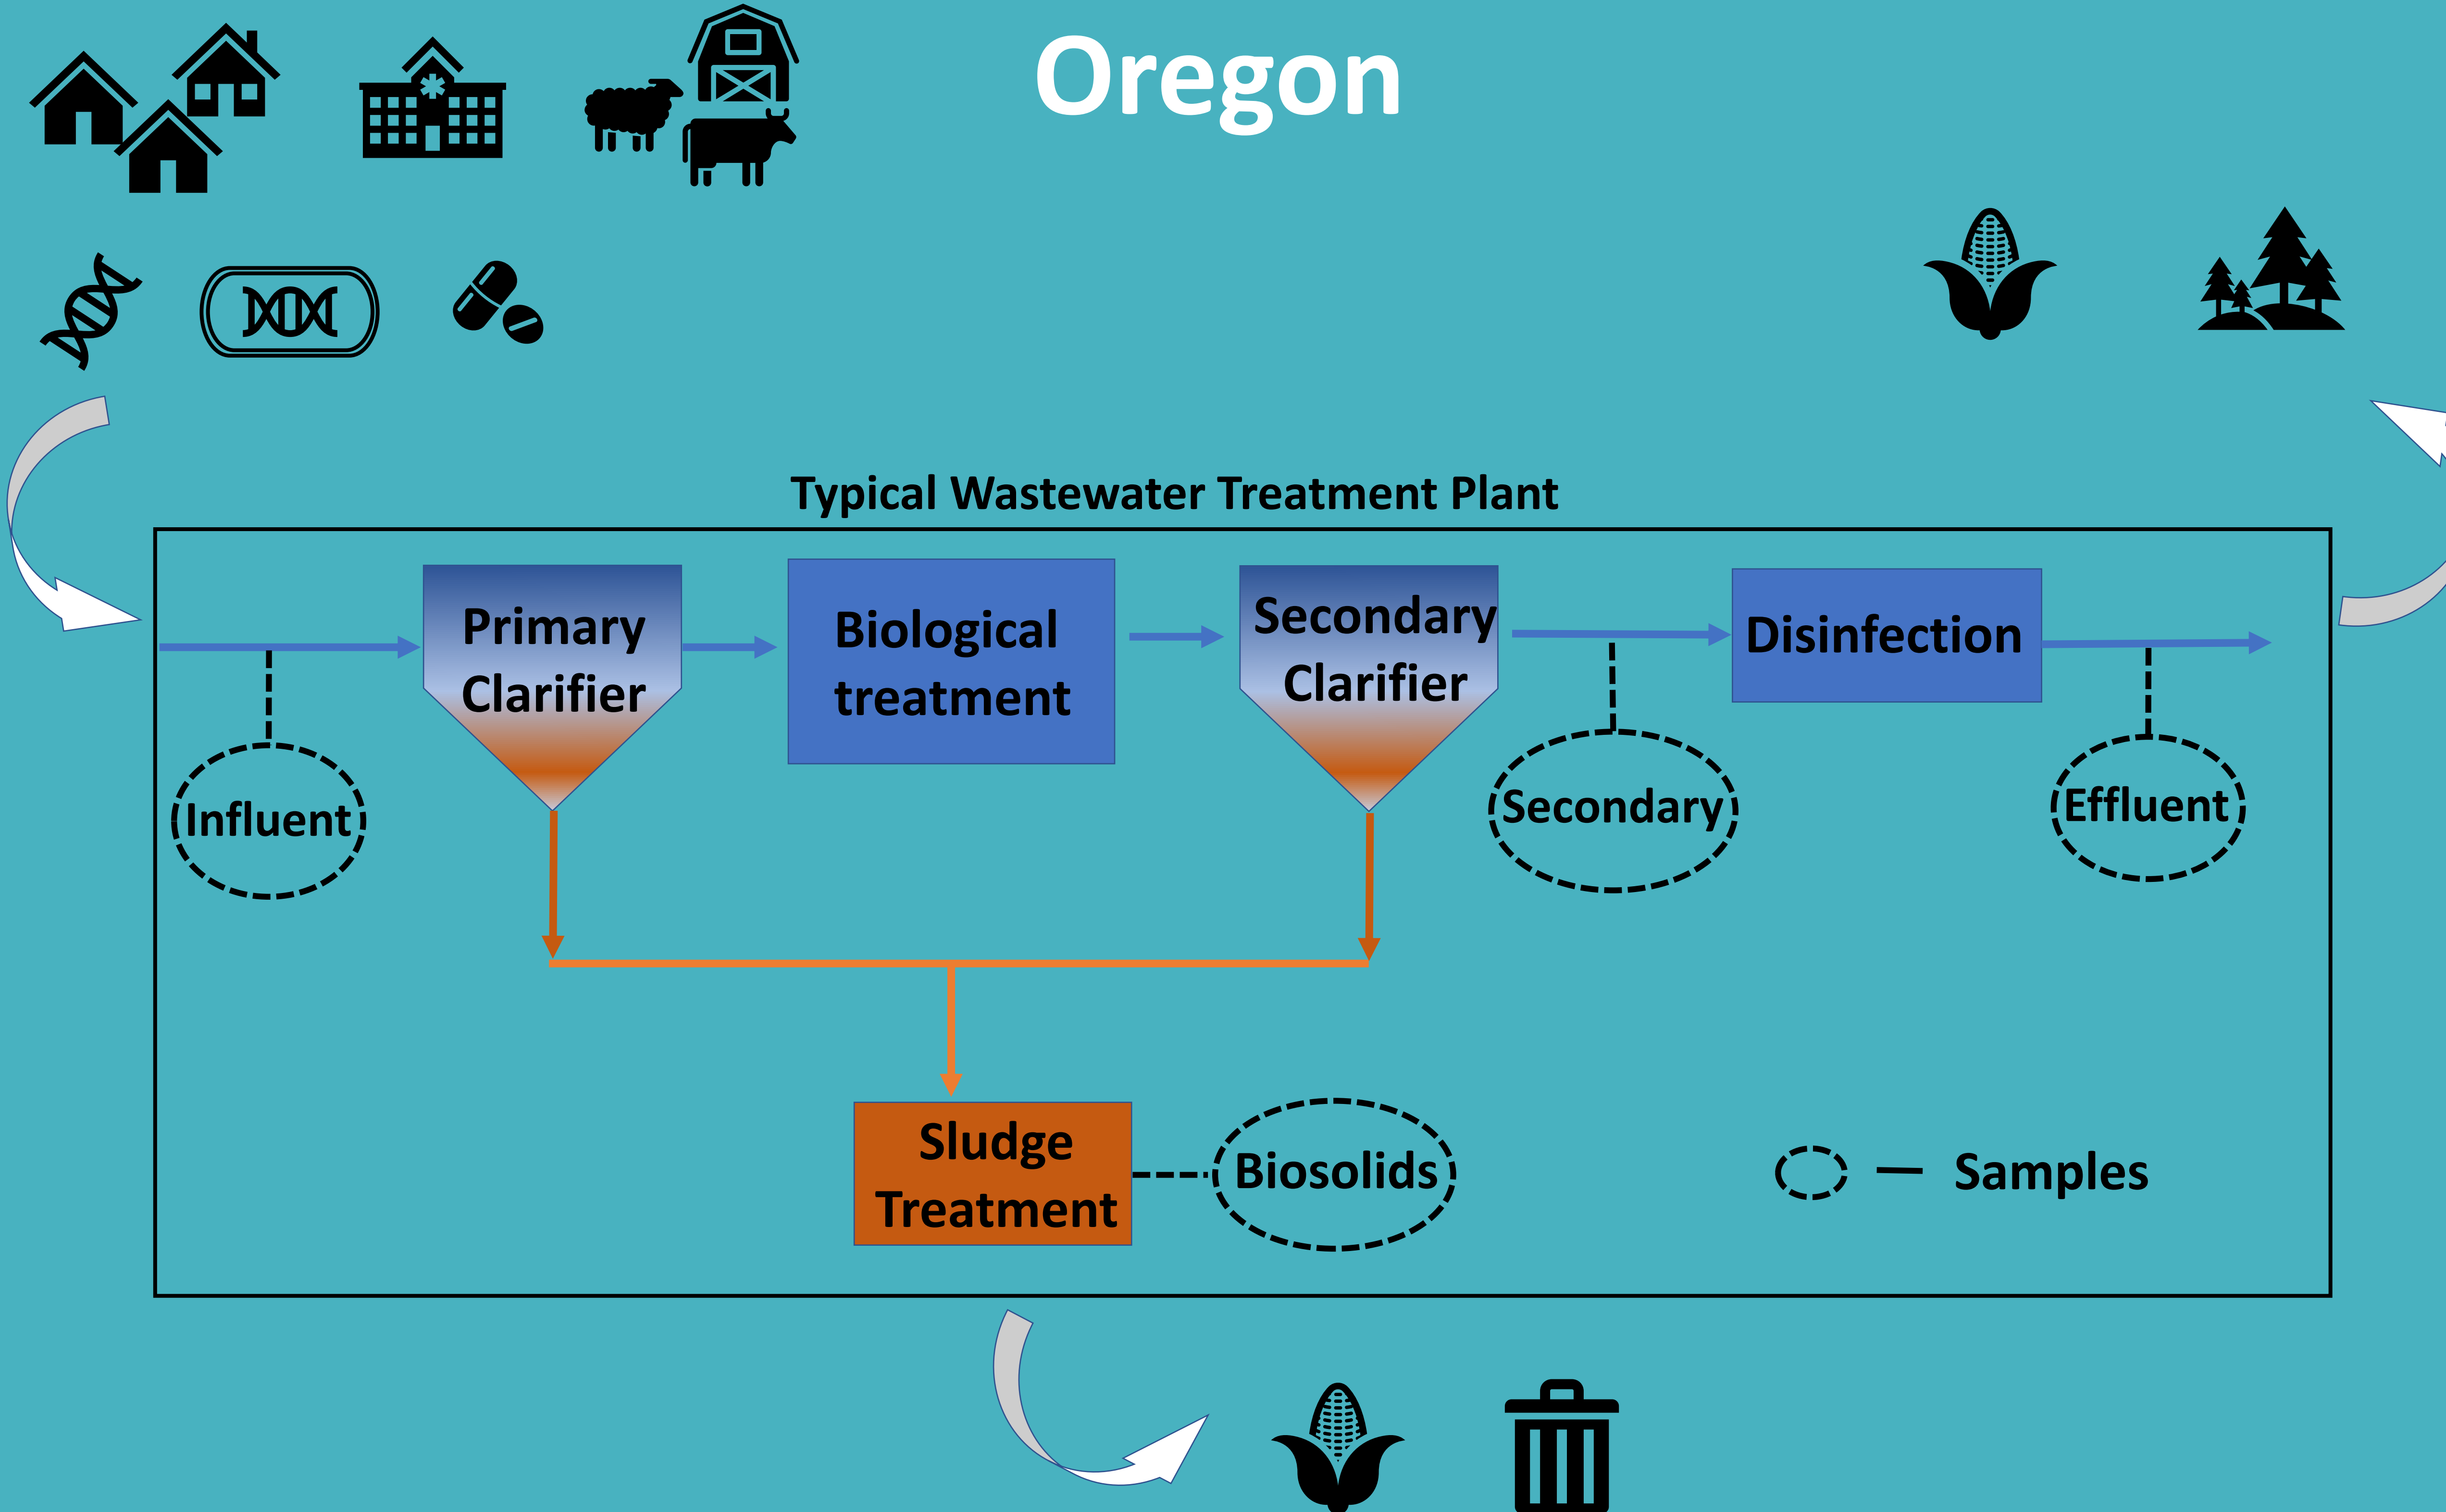 Oregon
Typical Wastewater Treatment Plant
Primary
Clarifier
Biological
treatment
Secondary
Clarifier
Disinfection
Influent
Secondary
Effluent
Sludge
Treatment
Biosolids
Samples